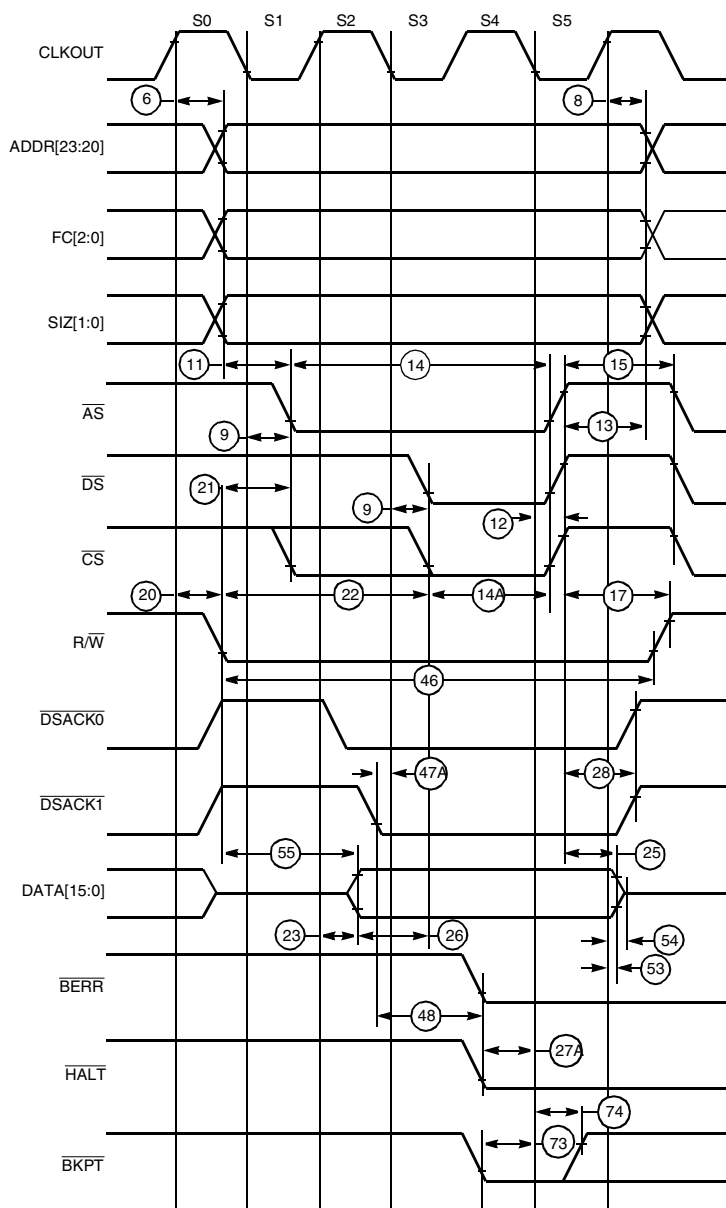 S0 S1 S2 S3 S4 S5
CLKOUT
6 8
ADDR[23:20]
FC[2:0]
SIZ[1:0]
11 14 15
AS
9 13
DS
21 9 12
CS
20 22 14A 17
R/W
46
DSACK0
47A 28
DSACK1
55 25
DATA[15:0]
23 26 54
53
BERR
48
27A
HALT
74
73
BKPT